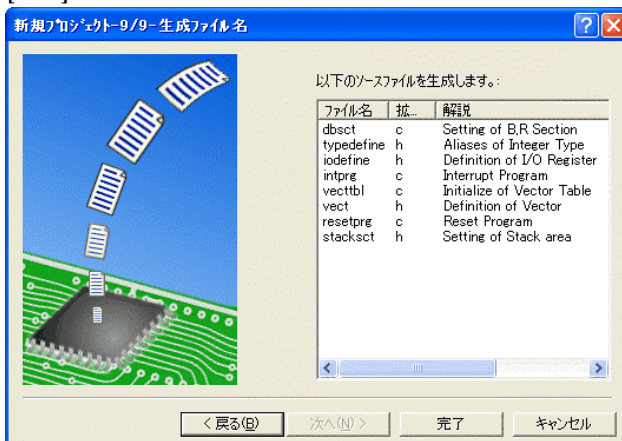 新規プロジェクト-9/9-生成ファイル名
以下のソースファイルを生成します。:
ファイル名 拡... 解説
dbsct c Setting of B,R Section
typedefine h Aliases of Integer Type
iodefine h Definition of I/O Register
intprg c Interrupt Program
vecttbl c Initialize of Vector Table
vect h Definition of Vector
resetprg c Reset Program
stacksct h Setting of Stack area
< 戻る(B) 次へ(N) > 完了 キャンセル